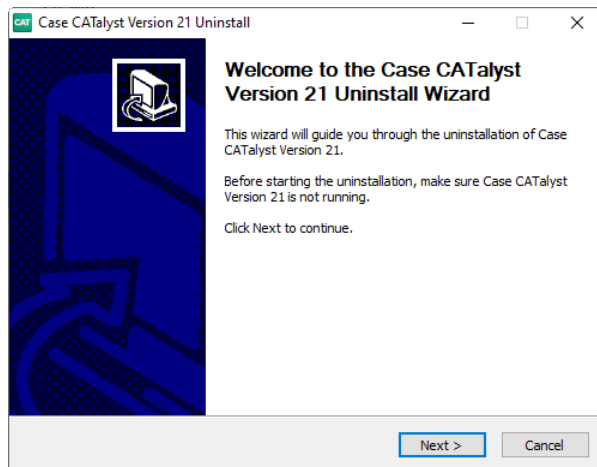 CAT Case CATalyst Version 21 Uninstall
Welcome to the Case CATalyst
Version 21 Uninstall Wizard
This wizard will guide you through the uninstallation of Case
CATalyst Version 21.
Before starting the uninstallation, make sure Case CATalyst
Version 21 is not running.
Click Next to continue.
Next >
Cancel